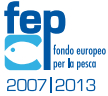 fep
fondo europeo
per la pesca
2007|2013